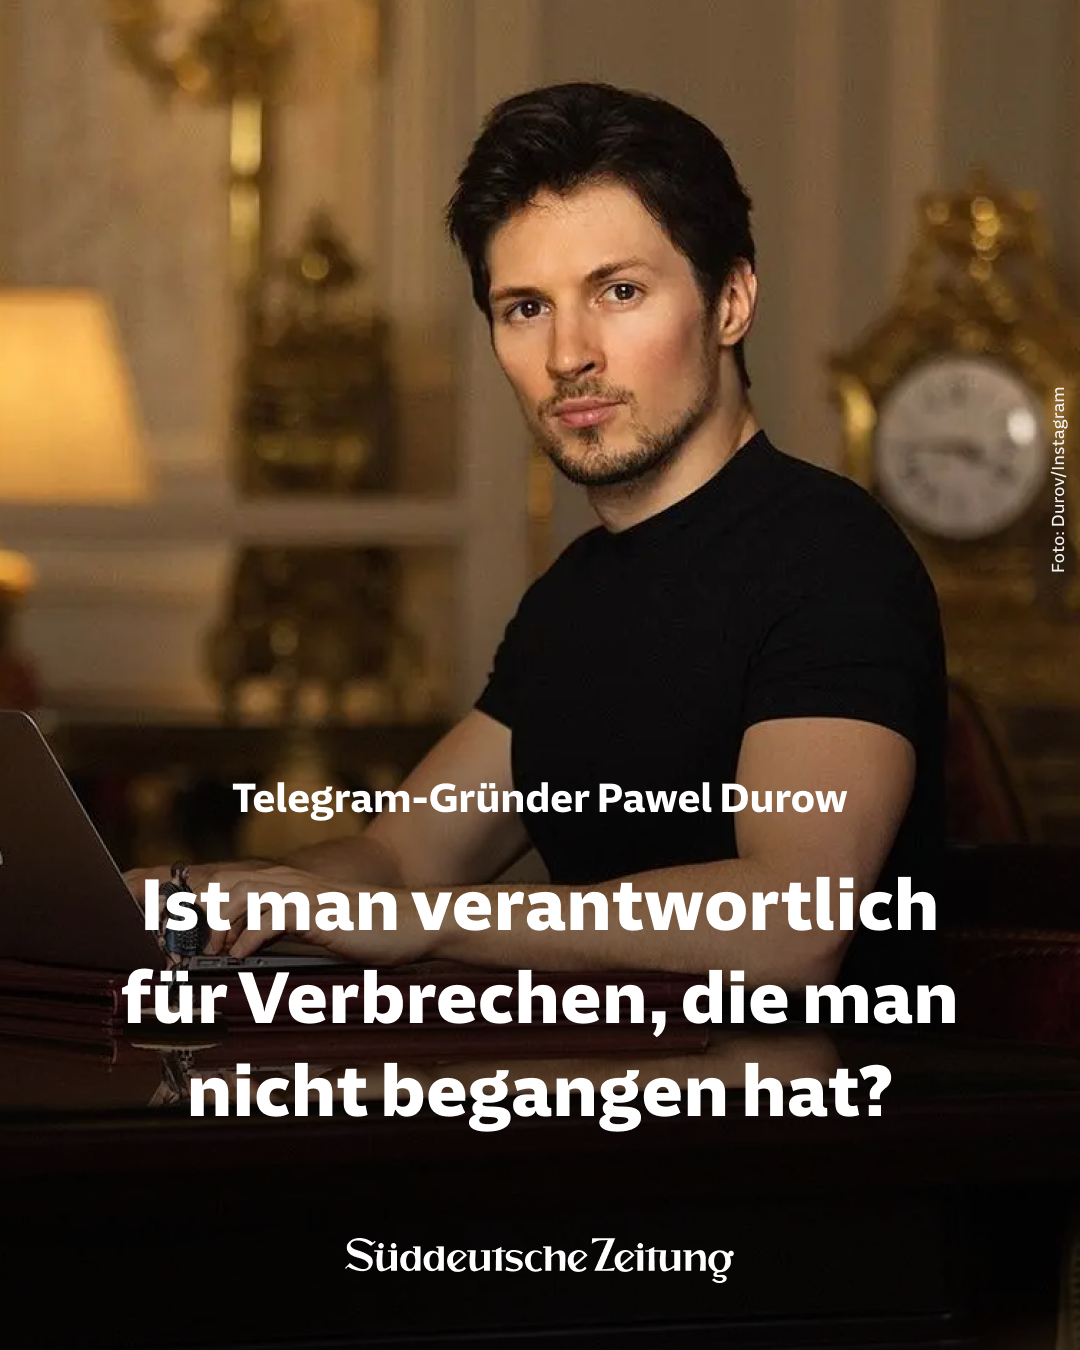 Foto: Durov/Instagram
Telegram-Gründer Pawel Durow
Ist man verantwortlich
für Verbrechen, die man
nicht begangen hat?
Süddeutsche Zeitung